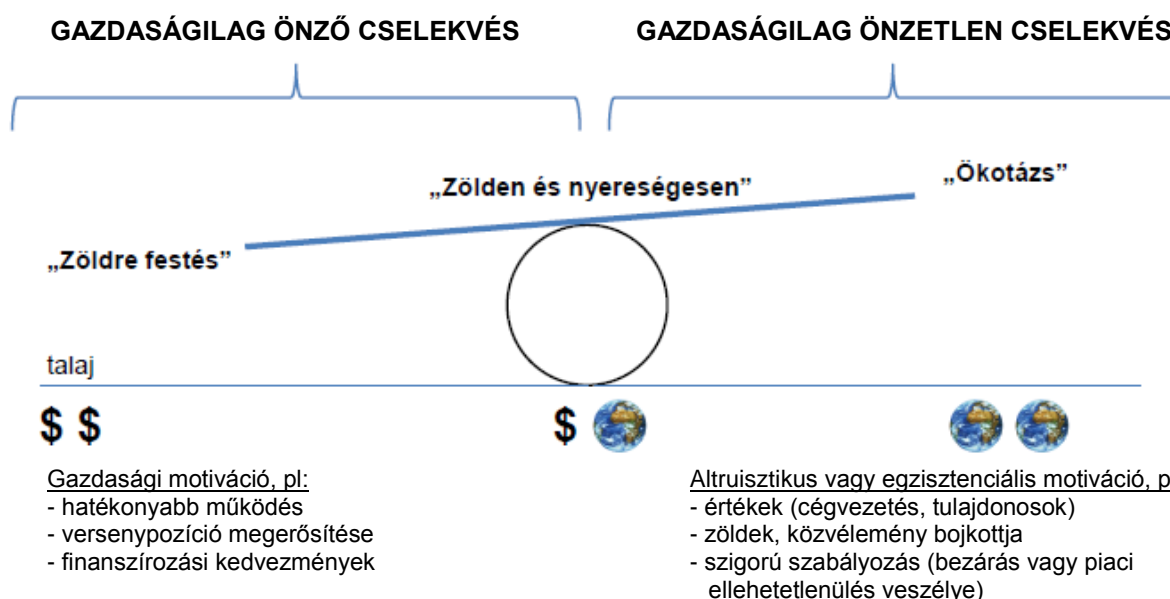 GAZDASÁGILAG ÖNZŐ CSELEKVÉS
GAZDASÁGILAG ÖNZETLEN CSELEKVÉS
„Zölden és nyereségesen”
„Ökotázs”
„Zöldre festés”
talaj
$ $
$
Gazdasági motiváció, pl:
- hatékonyabb működés
- versenypozíció megerősítése
- finanszírozási kedvezmények
Altruisztikus vagy egzisztenciális motiváció, p
- értékek (cégvezetés, tulajdonosok)
- zöldek, közvélemény bojkottja
- szigorú szabályozás (bezárás vagy piaci
ellehetetlenülés veszélye)